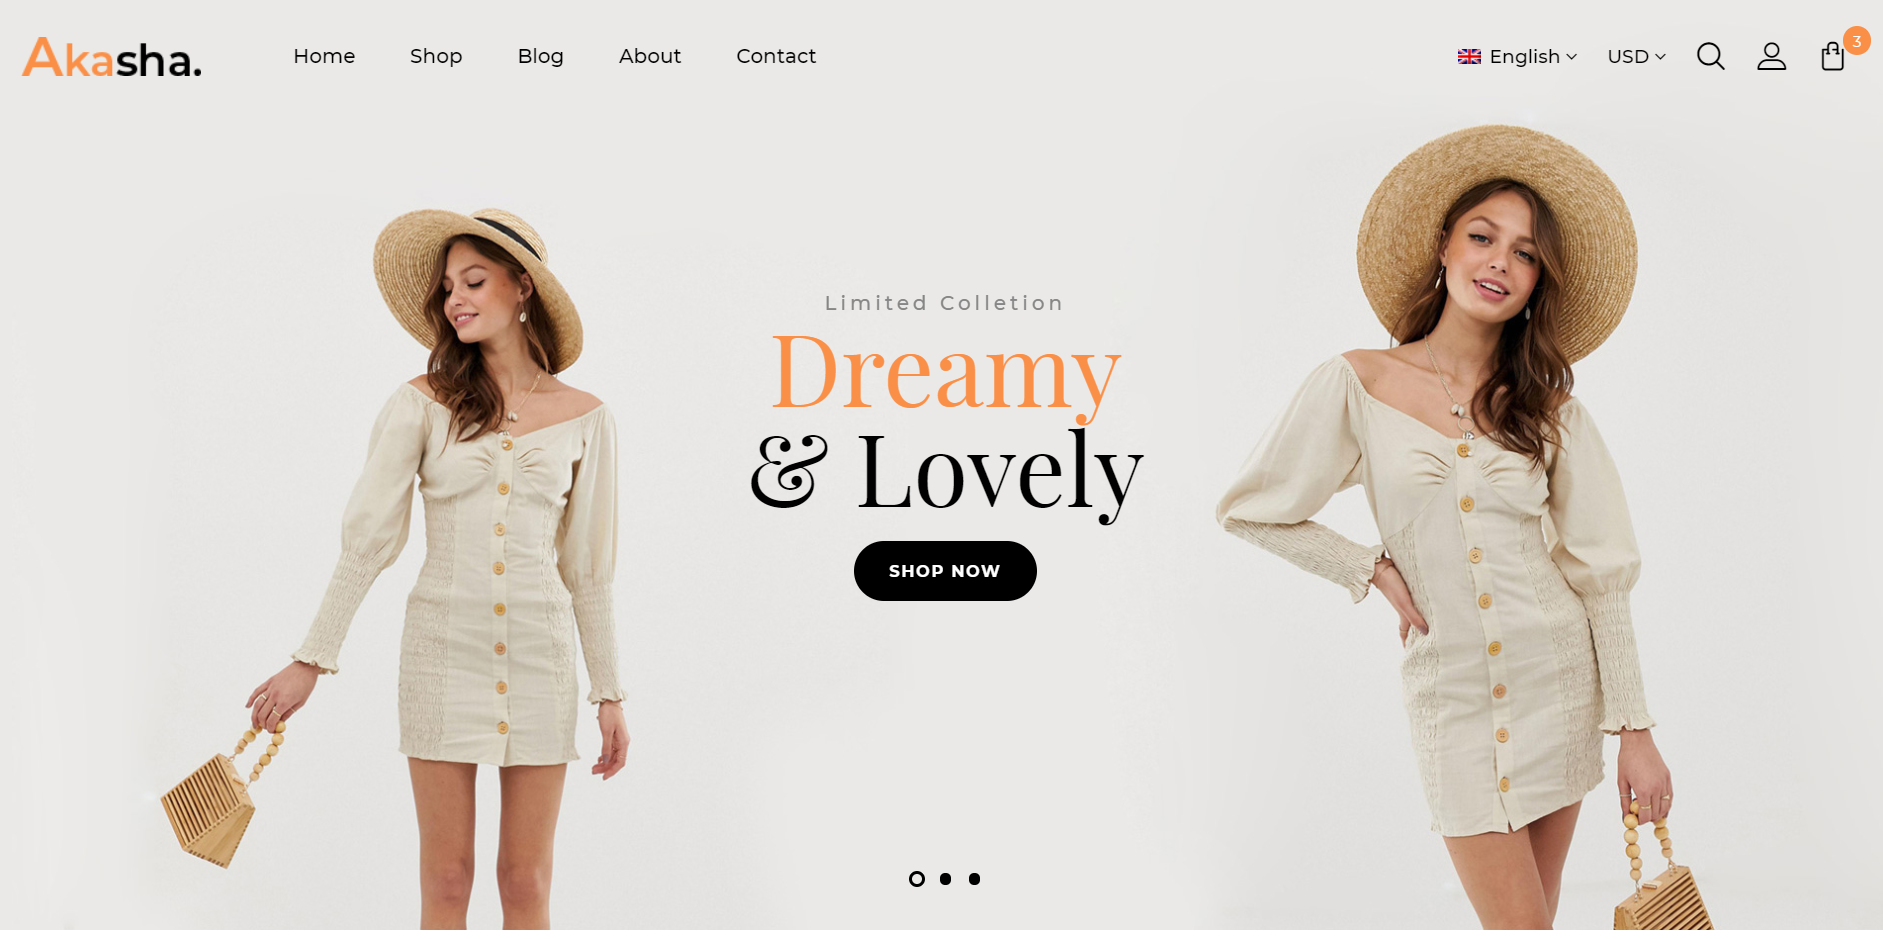 Akasha.
Home Shop Blog About Contact
English USD 3
Limited Colletion
Dreamy
& Lovely
SHOP NOW